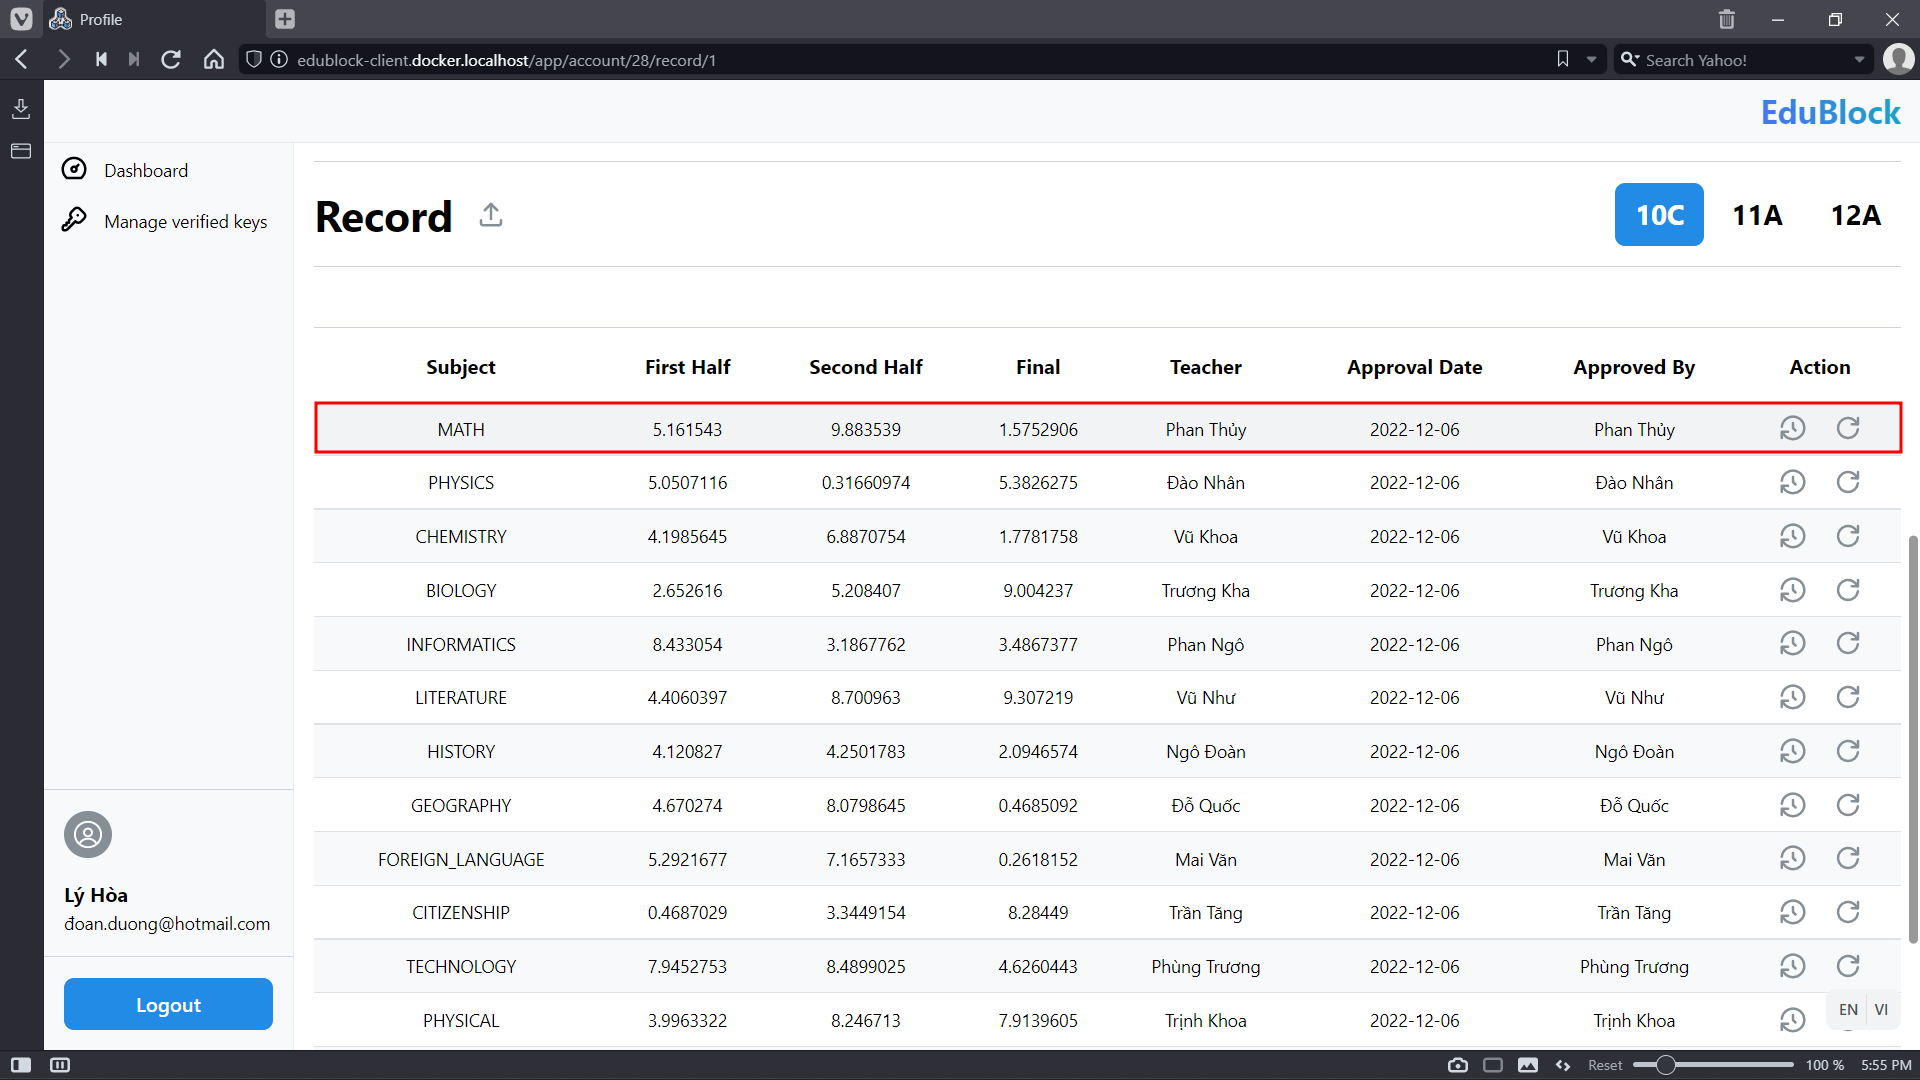 Profile
edublock-client.docker.localhost/app/account/28/record/1
Search Yahoo!
EduBlock
Dashboard
Manage verified keys
Record
10C 11A 12A
Subject First Half Second Half Final Teacher Approval Date Approved By Action
MATH 5.161543 9.883539 1.5752906 Phan Thủy 2022-12-06 Phan Thủy
PHYSICS 5.0507116 0.31660974 5.3826275 Đào Nhân 2022-12-06 Đào Nhân
CHEMISTRY 4.1985645 6.8870754 1.7781758 Vũ Khoa 2022-12-06 Vũ Khoa
BIOLOGY 2.652616 5.208407 9.004237 Trương Kha 2022-12-06 Trương Kha
INFORMATICS 8.433054 3.1867762 3.4867377 Phan Ngô 2022-12-06 Phan Ngô
LITERATURE 4.4060397 8.700963 9.307219 Vũ Như 2022-12-06 Vũ Như
HISTORY 4.120827 4.2501783 2.0946574 Ngô Đoàn 2022-12-06 Ngô Đoàn
GEOGRAPHY 4.670274 8.0798645 0.4685092 Đỗ Quốc 2022-12-06 Đỗ Quốc
FOREIGN_LANGUAGE 5.2921677 7.1657333 0.2618152 Mai Văn 2022-12-06 Mai Văn
CITIZENSHIP 0.4687029 3.3449154 8.28449 Trần Tăng 2022-12-06 Trần Tăng
TECHNOLOGY 7.9452753 8.4899025 4.6260443 Phùng Trương 2022-12-06 Phùng Trương
PHYSICAL 3.9963322 8.246713 7.9139605 Trịnh Khoa 2022-12-06 Trịnh Khoa
Lý Hòa
đoan.duong@hotmail.com
Logout
EN VI
Reset 100 % 5:55 PM